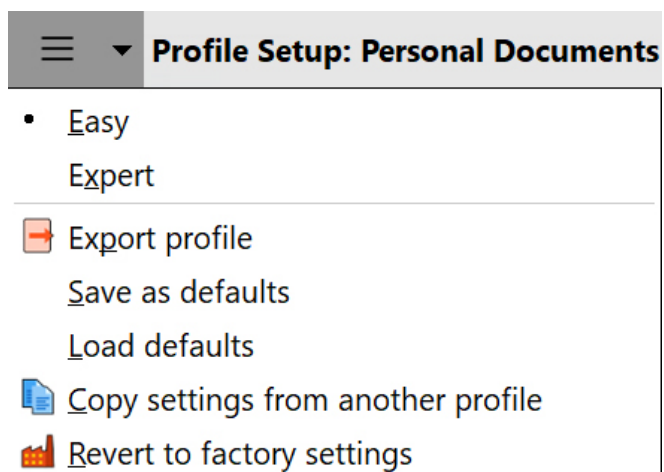 Profile Setup: Personal Documents
Easy
Expert
Export profile
Save as defaults
Load defaults
Copy settings from another profile
Revert to factory settings